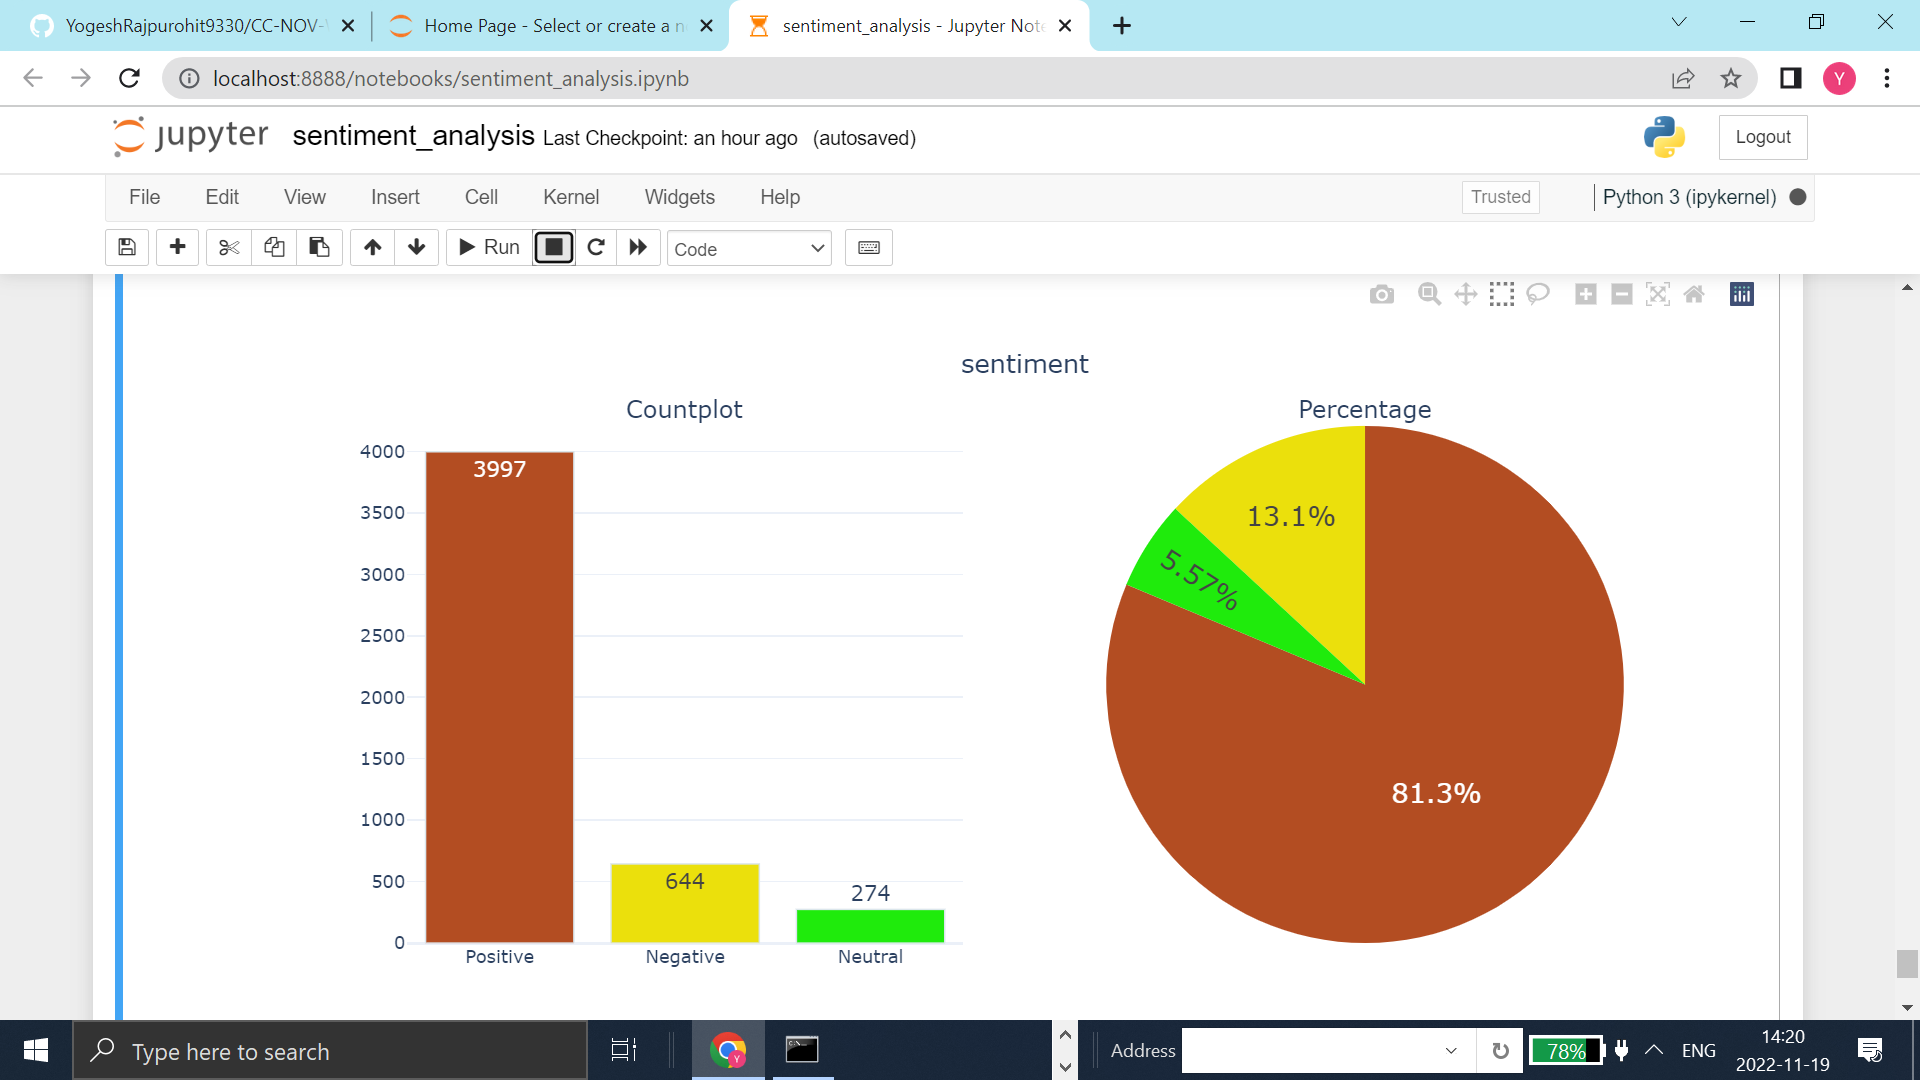 YogeshRajpurohit9330/CC-NOV-
Home Page - Select or create a n
sentiment_analysis - Jupyter Note
localhost:8888/notebooks/sentiment_analysis.ipynb
Y
jupyter sentiment_analysis Last Checkpoint: an hour ago (autosaved)
Logout
File Edit View Insert Cell Kernel Widgets Help
Trusted
Python 3 (ipykernel)
Run
Code
sentiment
Countplot
4000
3500
3000
2500
2000
1500
1000
500
0
3997
644
274
Positive Negative Neutral
Percentage
13.1%
5.57%
81.3%
Type here to search
Y
Address
78%
ENG
14:20
2022-11-19